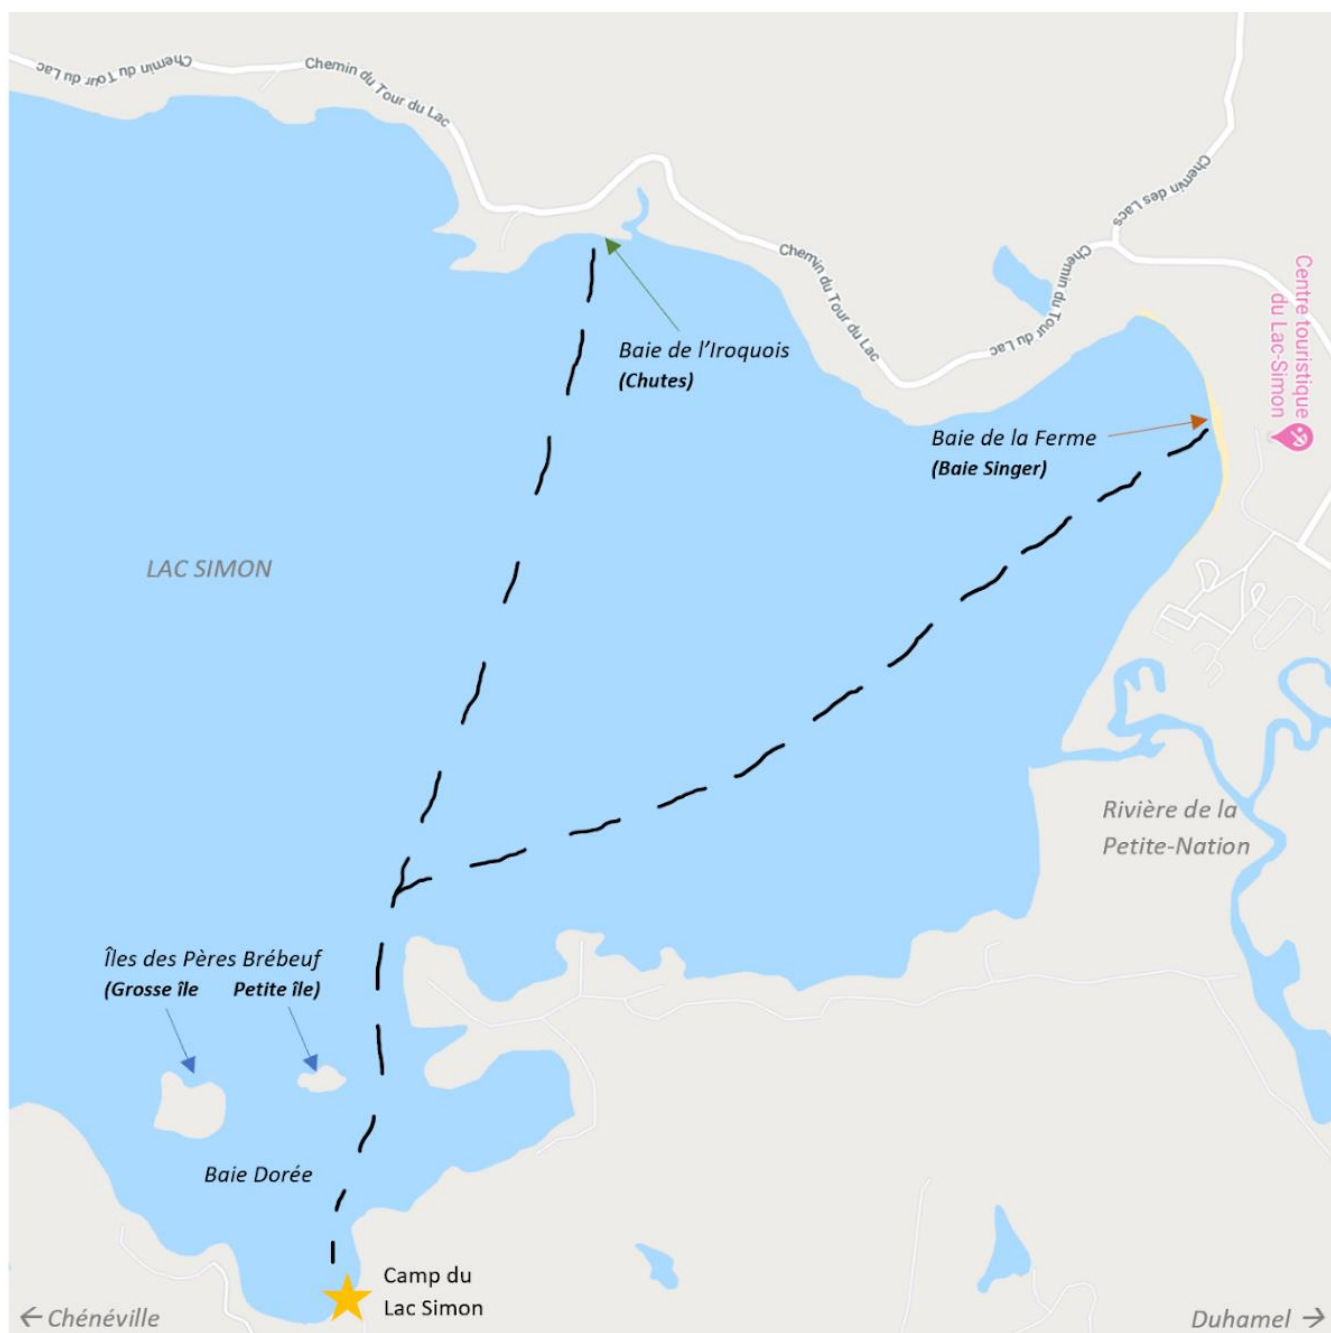 Chemin du Tour du Lac
Chemin du Tour du Lac
Chemin des Lacs
Chemin du Tour du Lac
Chemin du Tour du Lac
Centre touristique
du Lac-Simon
Baie de l’Iroquois
(Chutes)
Baie de la Ferme
(Baie Singer)
LAC SIMON
Rivière de la
Petite-Nation
Îles des Pères Brébeuf
(Grosse île Petite île)
Baie Dorée
Camp du
Lac Simon
← Chénéville
Duhamel →